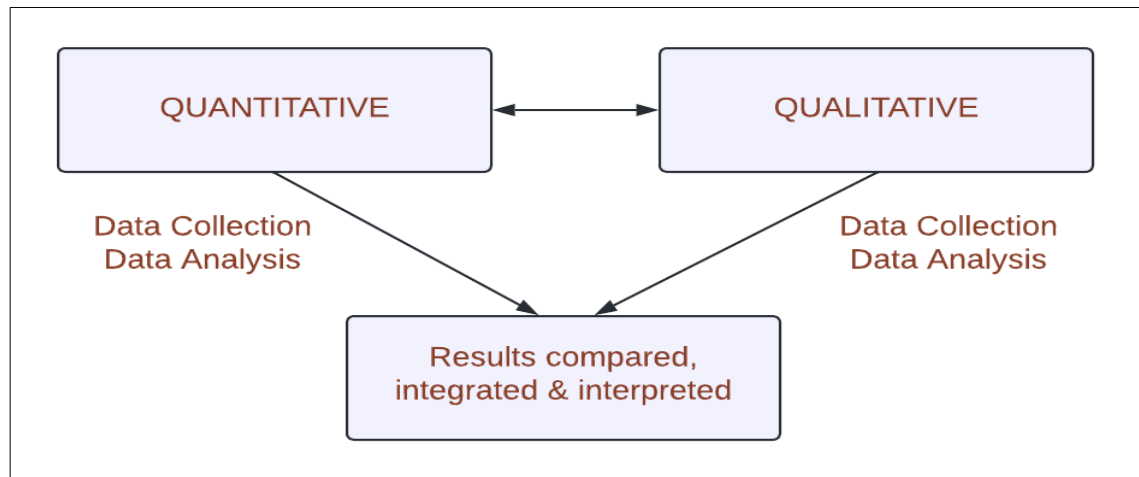 QUANTITATIVE
QUALITATIVE
Data Collection
Data Analysis
Data Collection
Data Analysis
Results compared,
integrated & interpreted